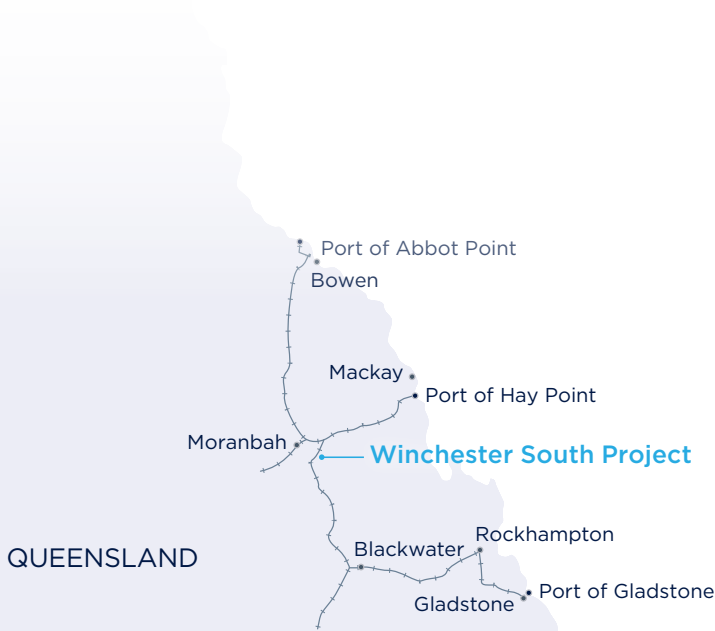 Port of Abbot Point
Bowen
Mackay
Port of Hay Point
Moranbah
Winchester South Project
Rockhampton
Blackwater
QUEENSLAND
Port of Gladstone
Gladstone